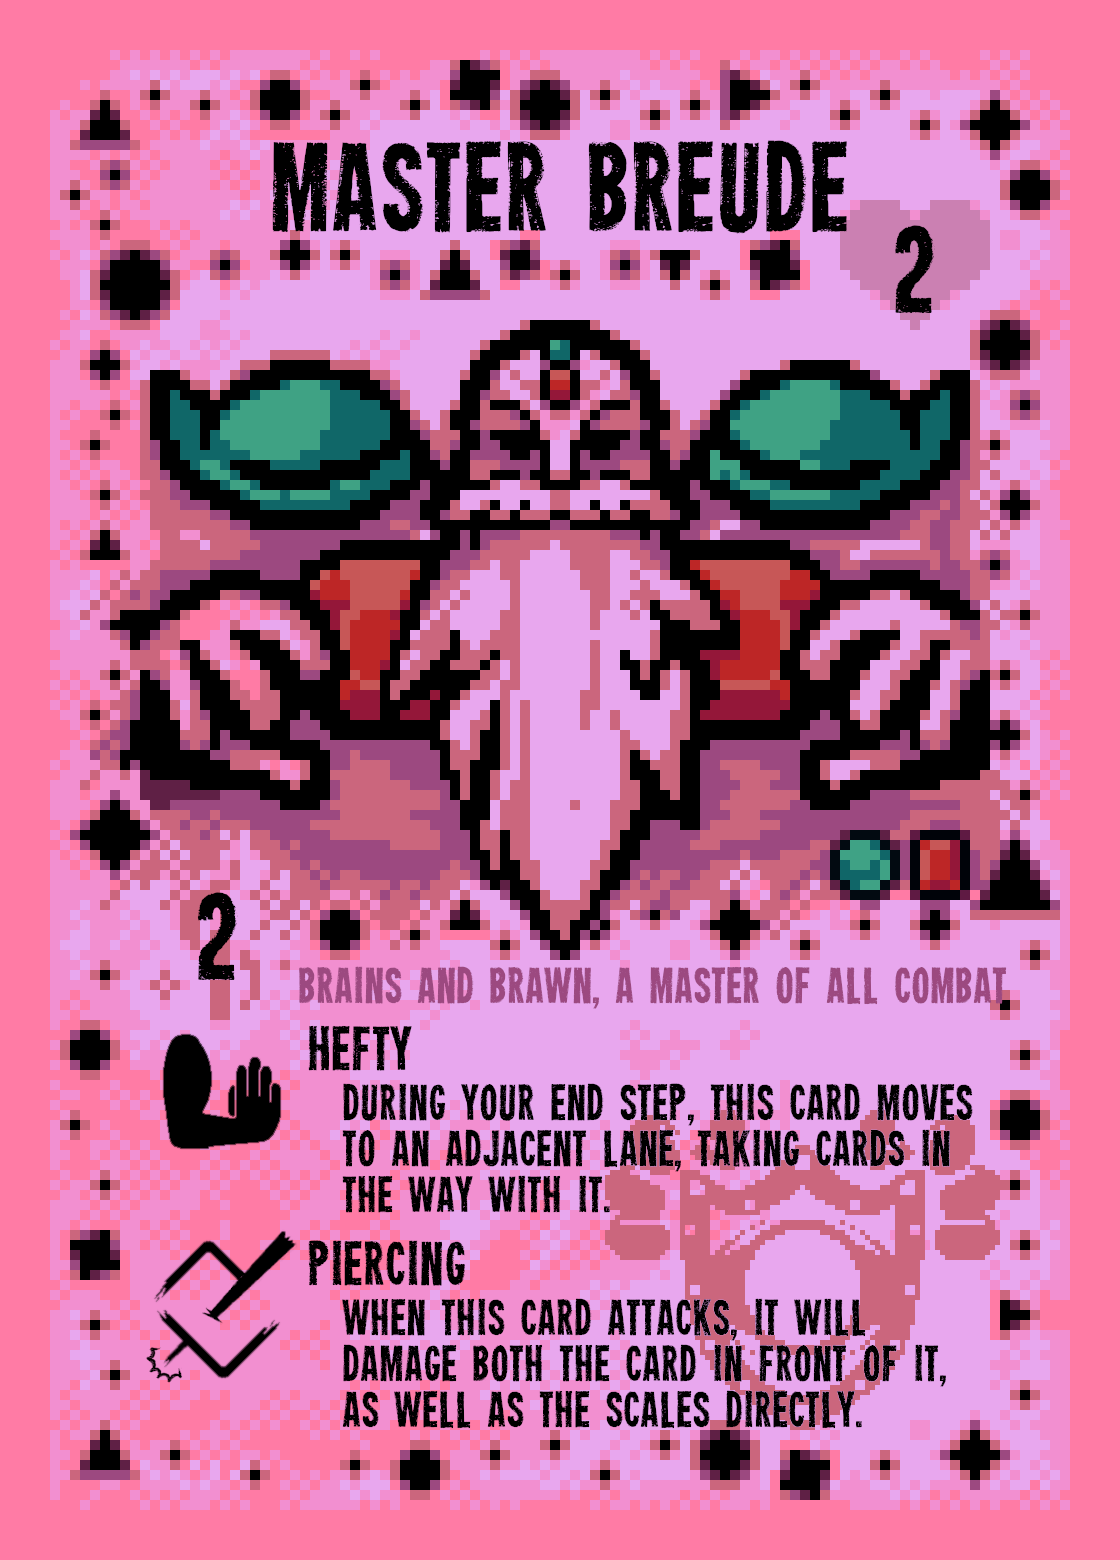 MASTER BREUDE
2
2
BRAINS AND BRAWN, A MASTER OF ALL COMBAT.
HEFTY
DURING YOUR END STEP, THIS CARD MOVES
TO AN ADJACENT LANE, TAKING CARDS IN
THE WAY WITH IT.
PIERCING
WHEN THIS CARD ATTACKS, IT WILL
DAMAGE BOTH THE CARD IN FRONT OF IT,
AS WELL AS THE SCALES DIRECTLY.